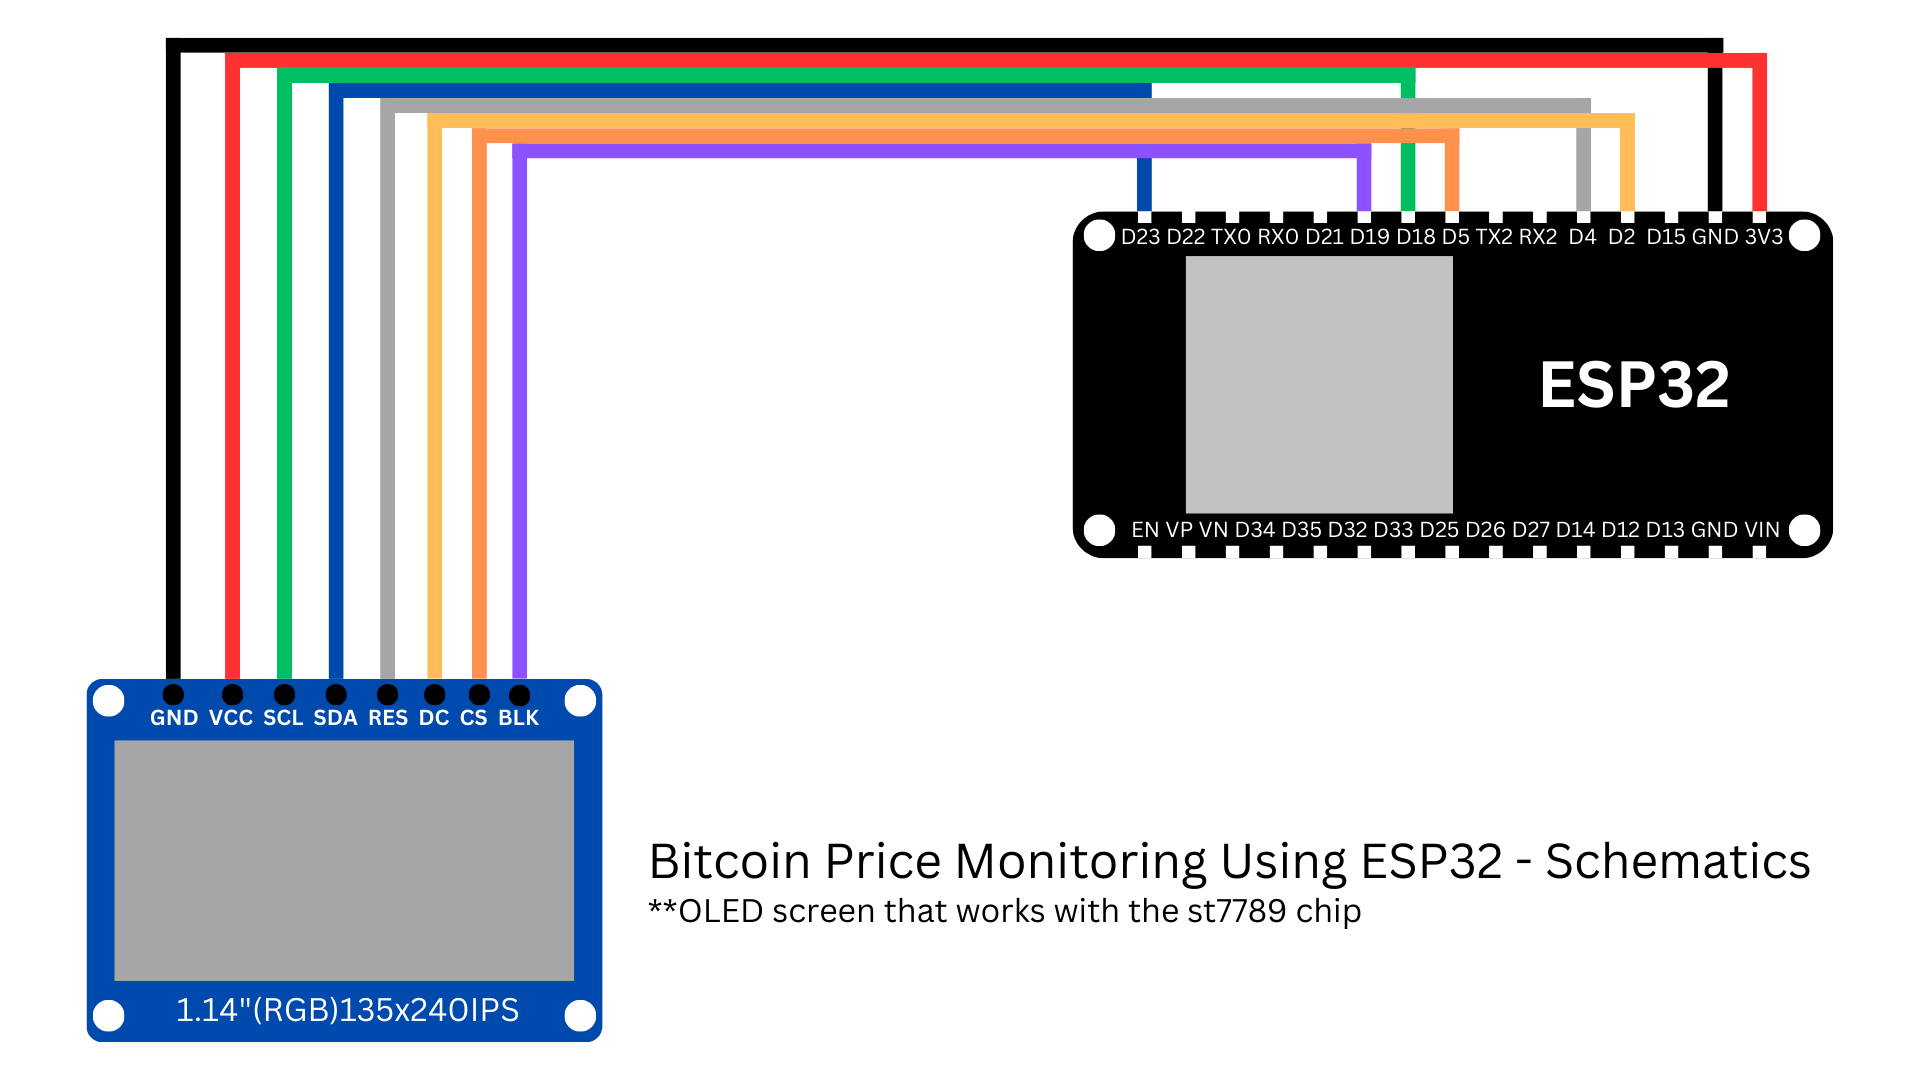 D23 D22 TX0 RX0 D21 D19 D18 D5 TX2 RX2 D4 D2 D15 GND 3V3
ESP32
EN VP VN D34 D35 D32 D33 D25 D26 D27 D14 D12 D13 GND VIN
GND VCC SCL SDA RES DC CS BLK
1.14"(RGB)135x240IPS
Bitcoin Price Monitoring Using ESP32 - Schematics
**OLED screen that works with the st7789 chip